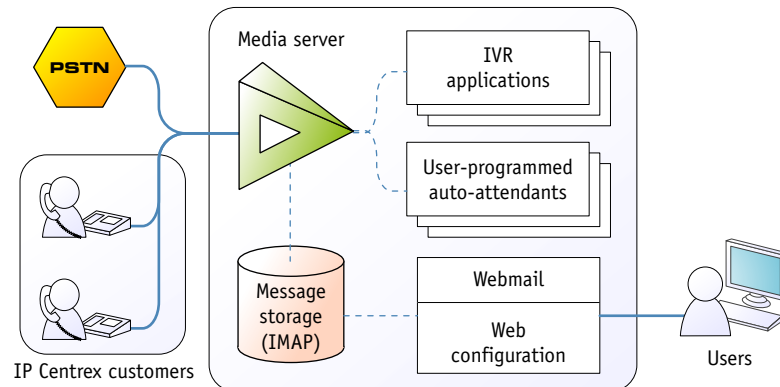 Media server
PSTN
IVR
applications
User-programmed
auto-attendants
Message
storage
(IMAP)
Webmail
Web
configuration
IP Centrex customers
Users